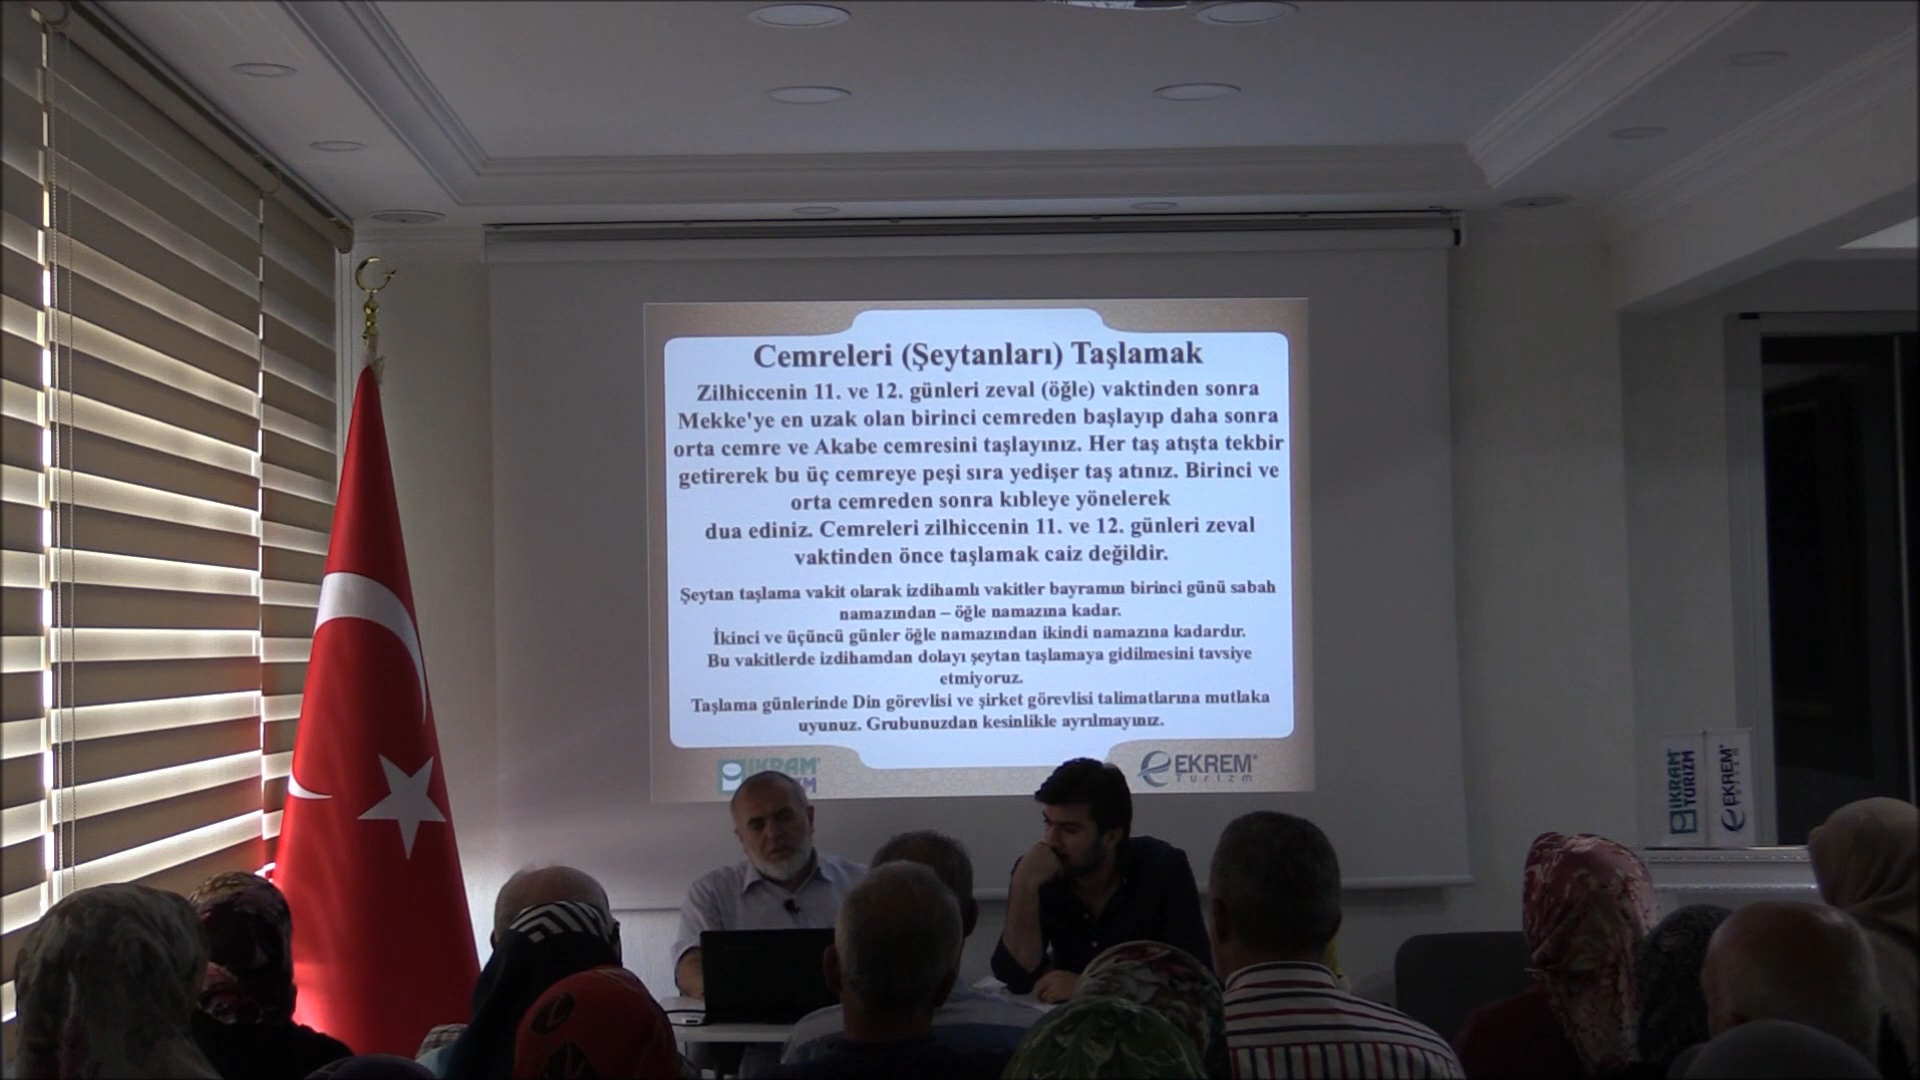 Cemreleri (Şeytanları) Taşlamak
Zilhiccenin 11. ve 12. günleri zeval (öğle) vaktinden sonra
Mekke'ye en uzak olan birinci cemreden başlayıp daha sonra
orta cemre ve Akabe cemresini taşlayınız. Her taş atışta tekbir
getirerek bu üç cemreye peşi sıra yedişer taş atınız. Birinci ve
orta cemreden sonra kıbleye yönelerek
dua ediniz. Cemreleri zilhiccenin 11. ve 12. günleri zeval
vaktinden önce taşlamak caiz değildir.
Şeytan taşlama vakit olarak izdihamlı vakitler bayramın birinci günü sabah
namazından – öğle namazına kadar.
İkinci ve üçüncü günler öğle namazından ikindi namazına kadardır.
Bu vakitlerde izdihamdan dolayı şeytan taşlamaya gidilmesini tavsiye
etmiyoruz.
Taşlama günlerinde Din görevlisi ve şirket görevlisi talimatlarına mutlaka
uyunuz. Grubunuzdan kesinlikle ayrılmayınız.
İKRAM
EKREM
Turizm
İKRAM
TURİZM
EKREM